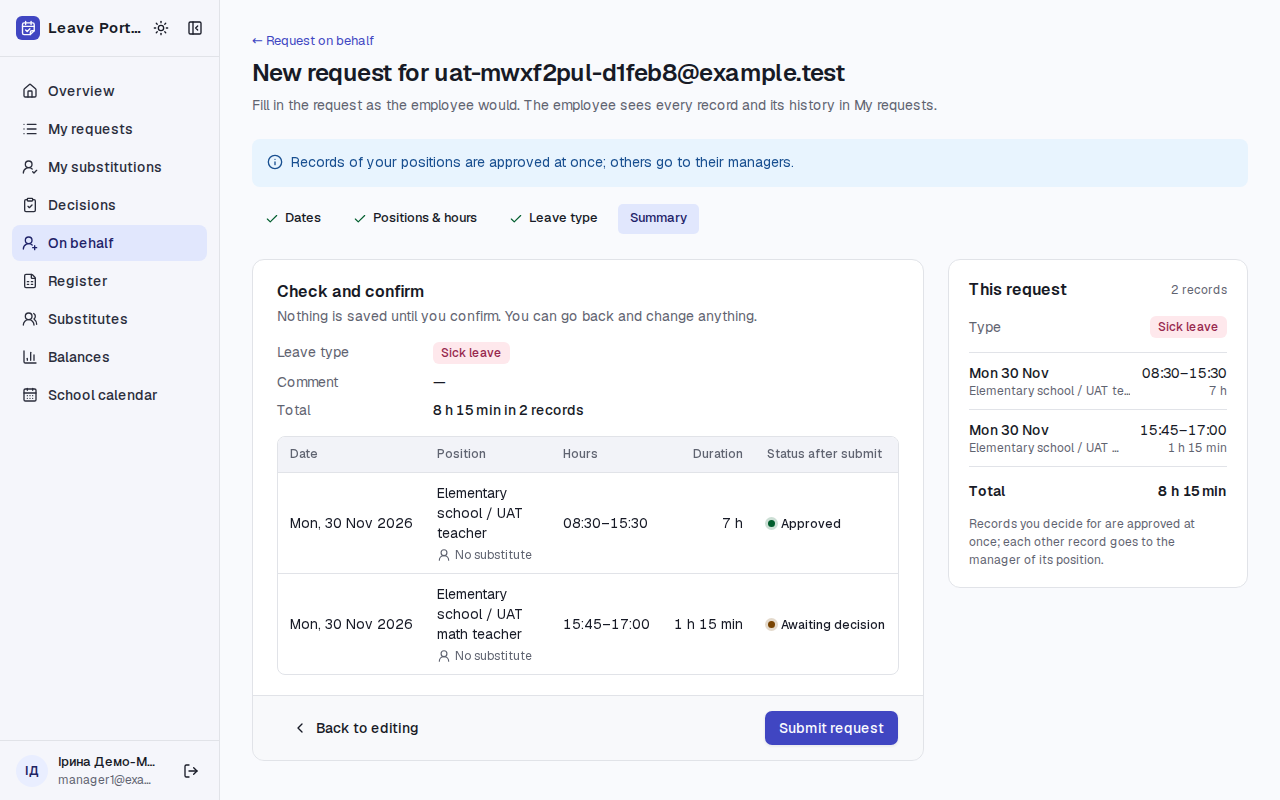 Leave Port…
Overview
My requests
My substitutions
Decisions
On behalf
Register
Substitutes
Balances
School calendar
ІД
Ірина Демо-М…
manager1@exa…
← Request on behalf
New request for uat-mwxf2pul-d1feb8@example.test
Fill in the request as the employee would. The employee sees every record and its history in My requests.
Records of your positions are approved at once; others go to their managers.
Dates
Positions & hours
Leave type
Summary
Check and confirm
Nothing is saved until you confirm. You can go back and change anything.
Leave type Sick leave
Comment —
Total 8 h 15 min in 2 records
Date Position Hours Duration Status after submit
Elementary
school / UAT
Mon, 30 Nov 2026 teacher 08:30–15:30 7 h Approved
No substitute
Elementary
school / UAT
Mon, 30 Nov 2026 math teacher 15:45–17:00 1 h 15 min Awaiting decision
No substitute
Back to editing
Submit request
This request 2 records
Type Sick leave
Mon 30 Nov 08:30–15:30
Elementary school / UAT te… 7 h
Mon 30 Nov 15:45–17:00
Elementary school / UAT … 1 h 15 min
Total 8 h 15 min
Records you decide for are approved at
once; each other record goes to the
manager of its position.